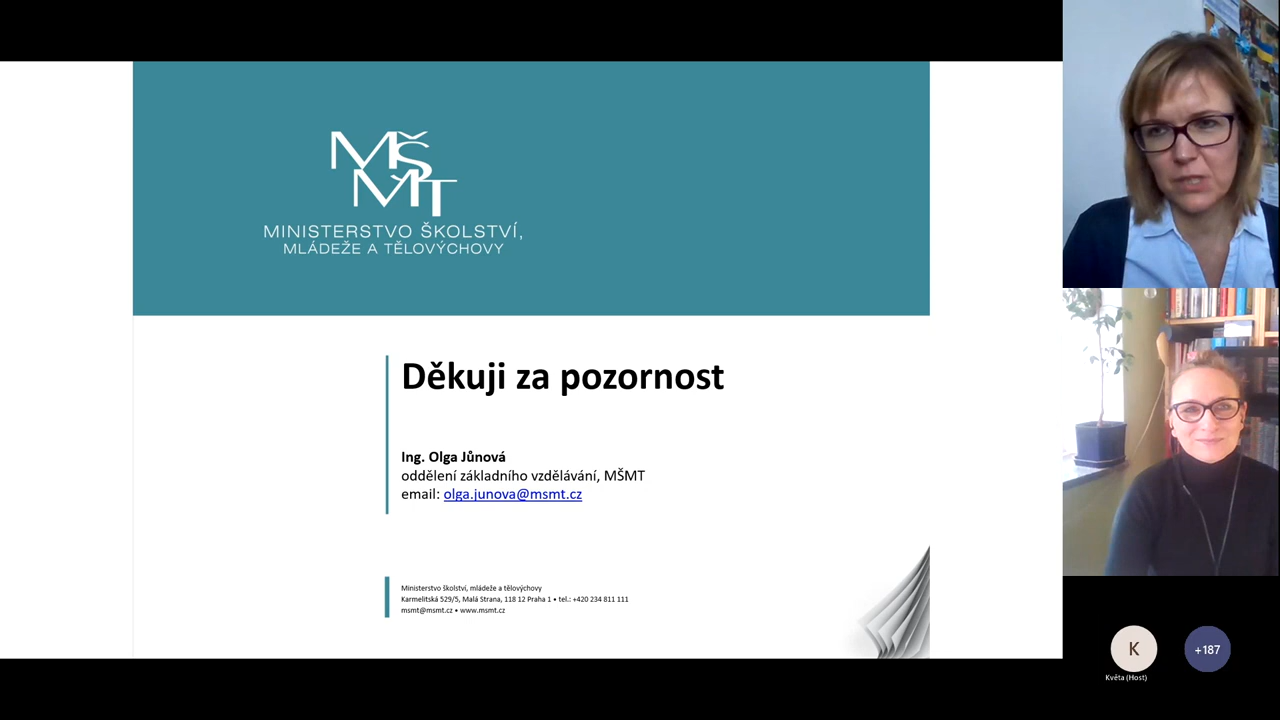 MŠMT
MINISTERSTVO ŠKOLSTVÍ,
MLÁDEŽE A TĚLOVÝCHOVY
Děkuji za pozornost
Ing. Olga Jůnová
oddělení základního vzdělávání, MŠMT
email: olga.junova@msmt.cz
Ministerstvo školství, mládeže a tělovýchovy
Karmelitská 529/5, Malá Strana, 118 12 Praha 1 • tel.: +420 234 811 111
msmt@msmt.cz • www.msmt.cz
K
+187
Květa (Host)